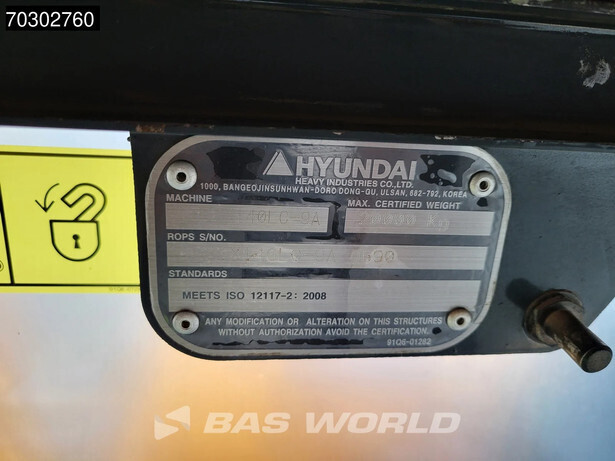 70302760
HYUNDAI
HEAVY INDUSTRIES CO.,LTD.
1000, BANGEOJINSUNHWAN-DORO DONG-GU, ULSAN, 682-792, KOREA
MACHINE
MAX. CERTIFIED WEIGHT
kg
ROPS S/NO.
STANDARDS
MEETS ISO 12117-2: 2008
ANY MODIFICATION OR ALTERATION ON THIS STRUCTURES
WITHOUT AUTHORIZATION AVOID THE CERTIFICATION.
91Q6-01282
BAS WORLD